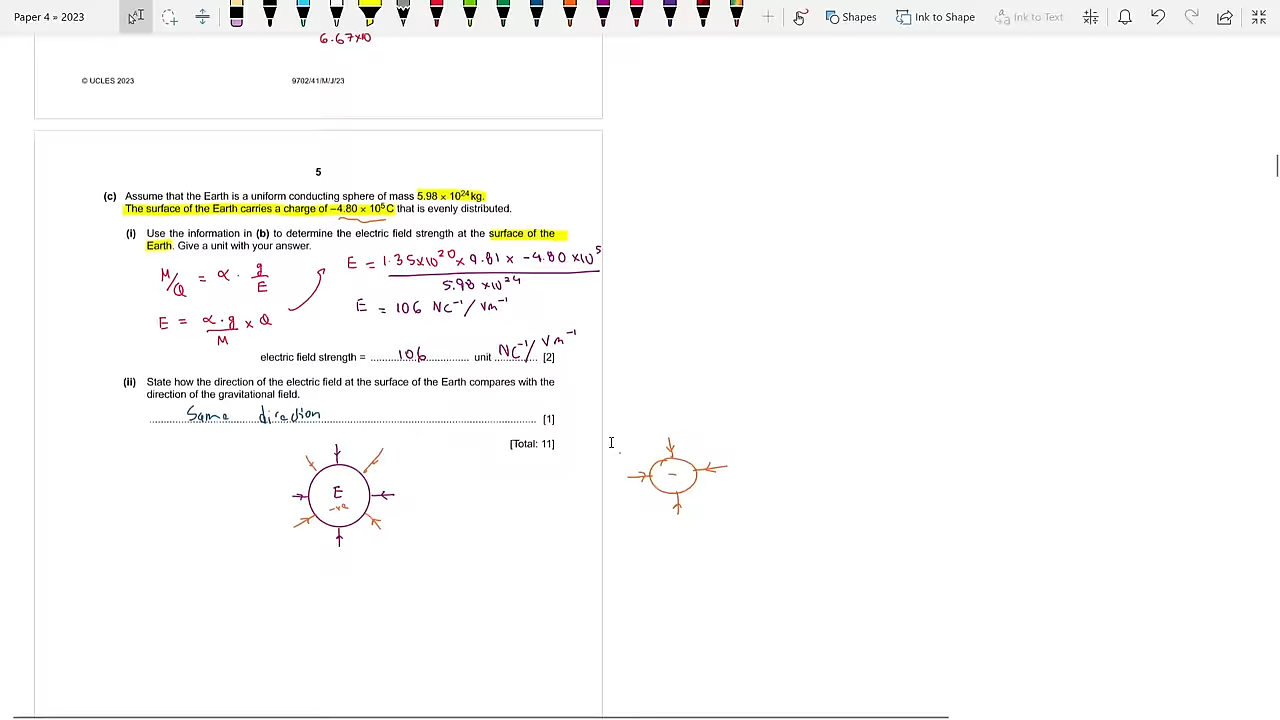 Paper 4 » 2023
Shapes
Ink to Shape
Ink to Text
6.67×10
© UCLES 2023
9702/41/M/J/23
5
(c) Assume that the Earth is a uniform conducting sphere of mass 5.98 × 10²⁴ kg.
The surface of the Earth carries a charge of –4.80 × 10⁵ C that is evenly distributed.
(i) Use the information in (b) to determine the electric field strength at the surface of the
Earth. Give a unit with your answer.
M/Q = α · g/E
E = α·g/M × Q
E = 1.35×10²⁰ × 9.81 × -4.80 ×10⁵ / 5.98 ×10²⁴
E = 106 NC⁻¹/ Vm⁻¹
electric field strength = 106 unit NC⁻¹/ Vm⁻¹ [2]
(ii) State how the direction of the electric field at the surface of the Earth compares with the
direction of the gravitational field.
Same direction [1]
[Total: 11]
E
-ve
-